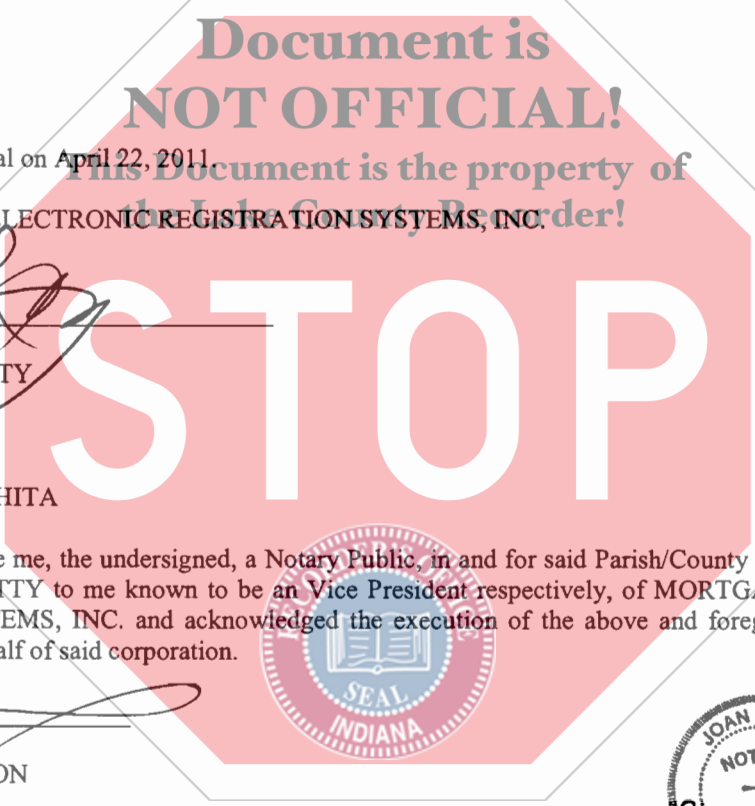 Document is
NOT OFFICIAL!
al on April 22, 2011.
This Document is the property of
LECTRONIC REGISTRATION SYSTEMS, INC.
the Lake County Recorder!
STOP
TY
HITA
e me, the undersigned, a Notary Public, in and for said Parish/County
TTY to me known to be an Vice President respectively, of MORTGA
EMS, INC. and acknowledged the execution of the above and foreg
alf of said corporation.
RECORDER'S OFFICE
SEAL
INDIANA
ON
JOAN
NOT